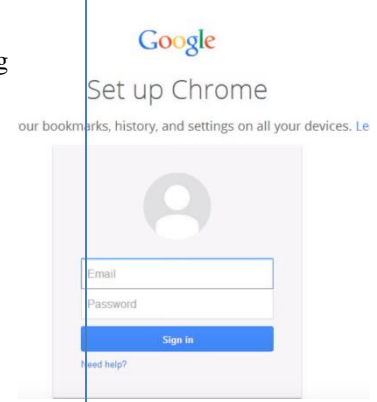 Google
g
Set up Chrome
our bookmarks, history, and settings on all your devices. Le
Email
Password
Sign in
Need help?